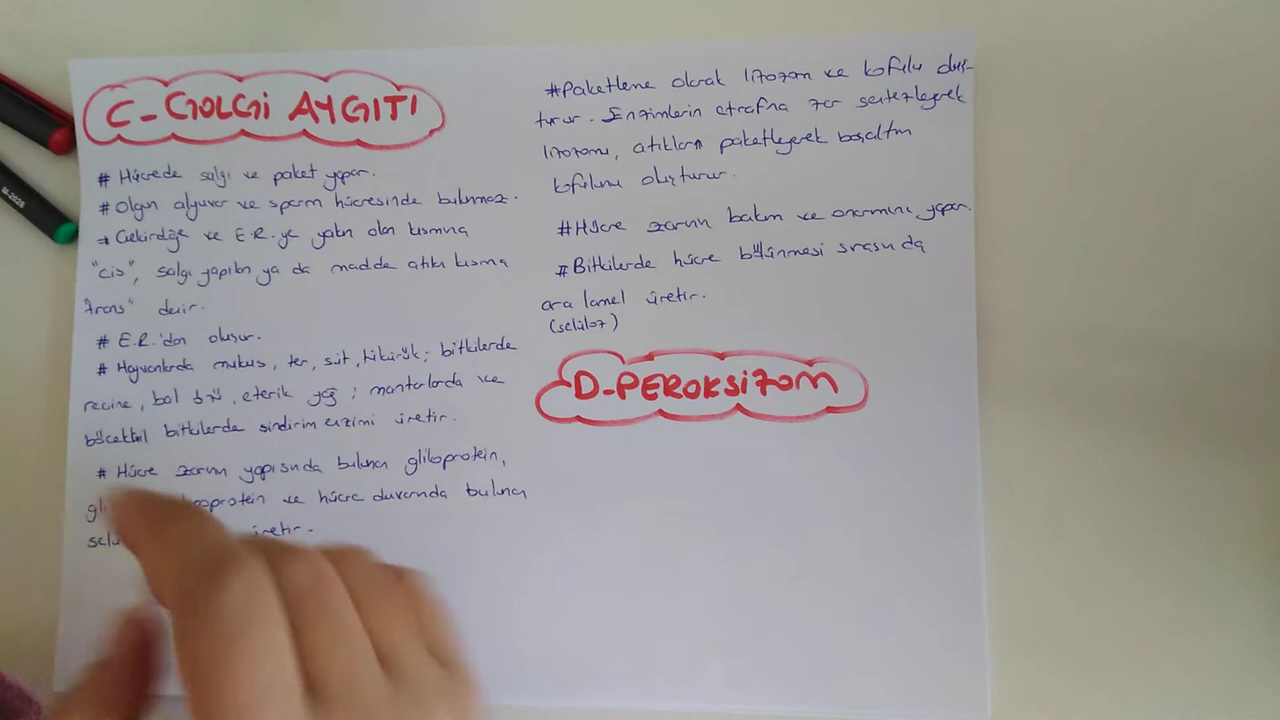 C-GOLGİ AYGITI
# Hücrede salgı ve paket yapar.
# Olgun alyuvar ve sperm hücresinde bulunmaz.
→ Çekirdeğe ve E.R.ye yakın olan kısmına
"cis", salgı yapılan ya da madde atılan kısma
"trans" denir.
# E.R.'dan oluşur.
# Hayvanlarda mukus, ter, süt, tükürük; bitkilerde
reçine, bal özü, eterik yağ; mantarlarda ve
böcekçil bitkilerde sindirim enzimi üretir.
# Hücre zarının yapısında bulunan glikoprotein,
ve hücre duvarında bulunan
üretir.
#Paketleme olarak lizozom ve kofulu oluş-
turur. Enzimlerin etrafına zar sentezleyerek
lizozomu, atıkları paketleyerek boşaltım
kofulunu oluşturur.
#Hücre zarının bakım ve onarımını yapar.
#Bitkilerde hücre bölünmesi sırasında
ara lamel üretir.
(selüloz)
D-PEROKSİZOM